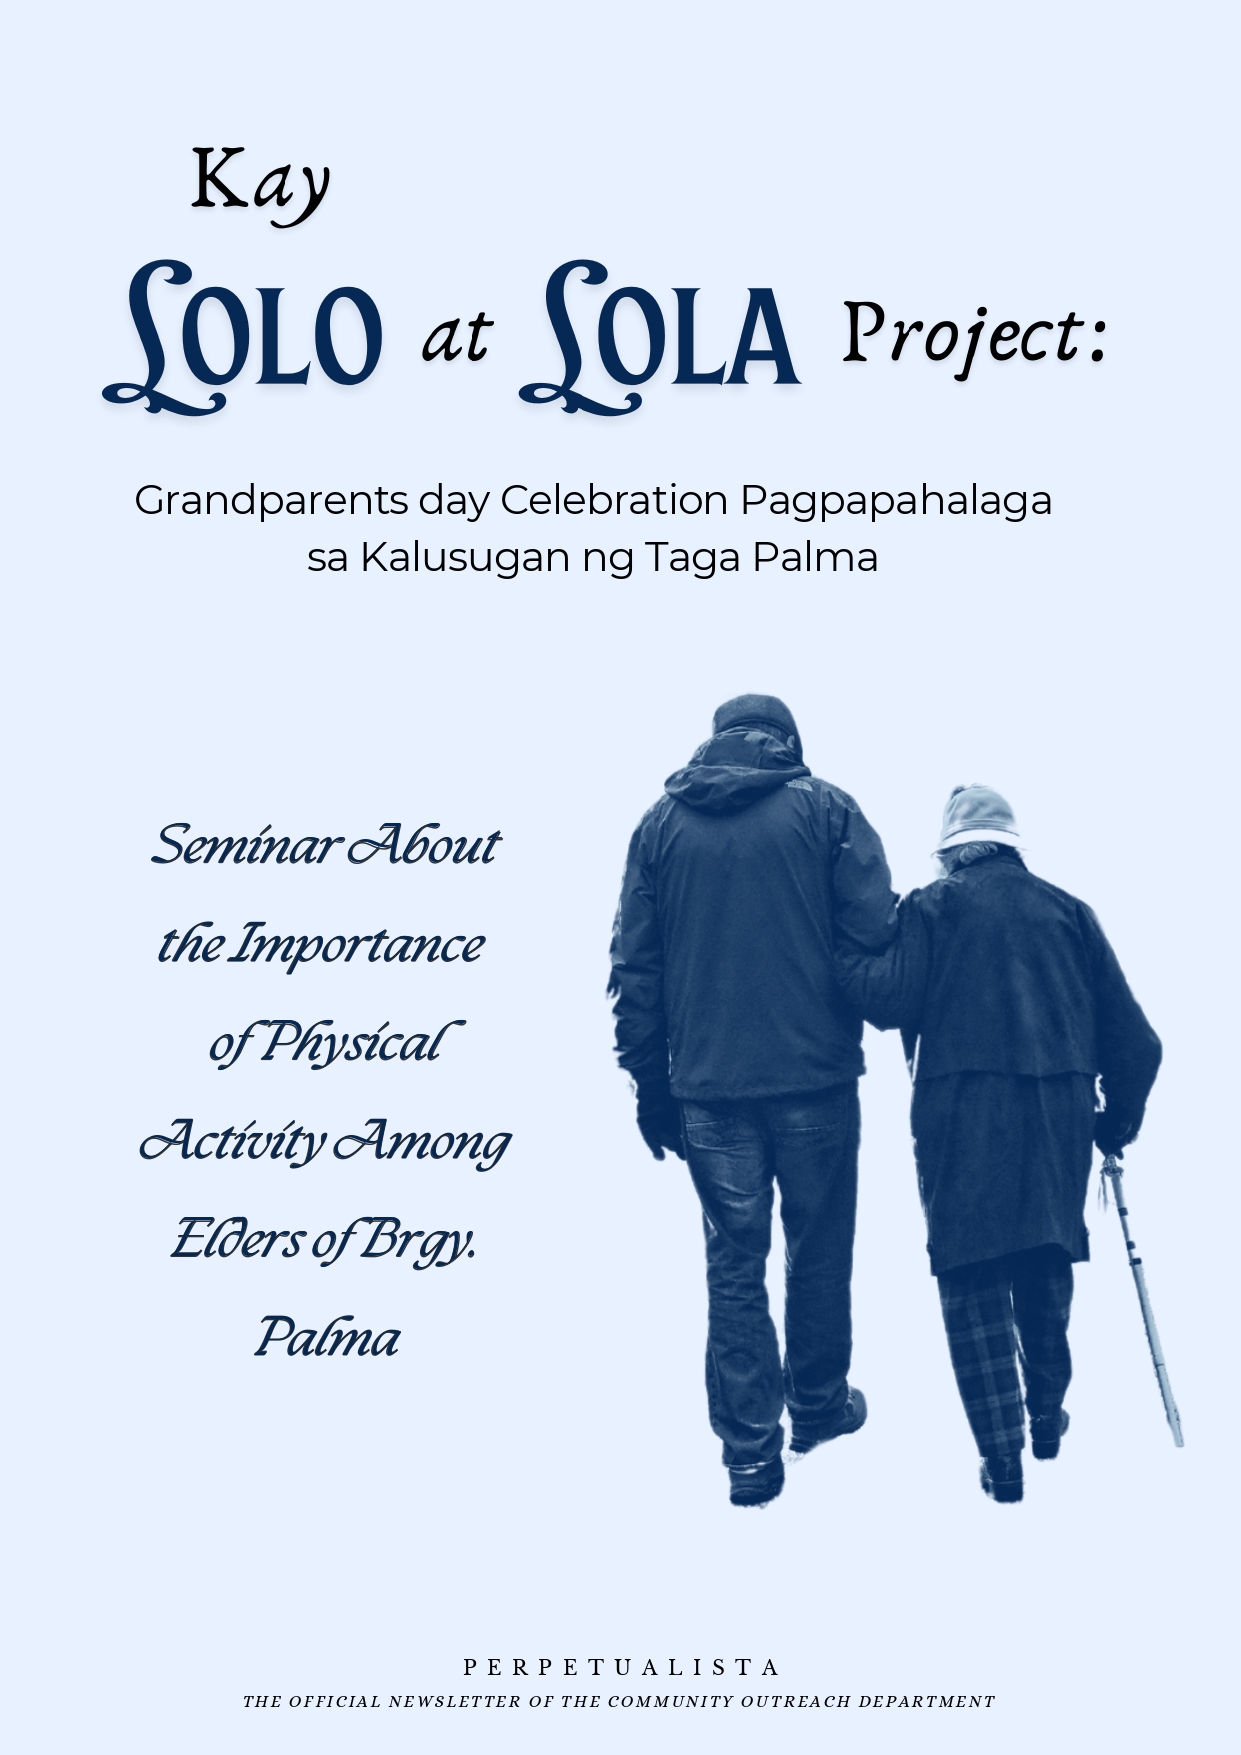 Kay
LOLO at LOLA Project:
Grandparents day Celebration Pagpapahalaga
sa Kalusugan ng Taga Palma
Seminar About
the Importance
of Physical
Activity Among
Elders of Brgy.
Palma
PERPETUALISTA
THE OFFICIAL NEWSLETTER OF THE COMMUNITY OUTREACH DEPARTMENT